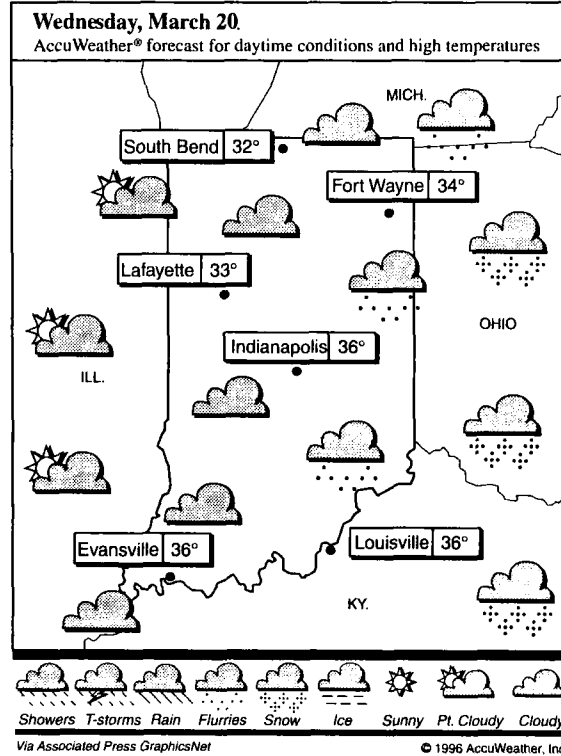 Wednesday, March 20.
AccuWeather® forecast for daytime conditions and high temperatures
MICH.
South Bend 32°
Fort Wayne 34°
Lafayette 33°
OHIO
Indianapolis 36°
ILL.
Evansville 36°
Louisville 36°
KY.
Showers T-storms Rain Flurries Snow Ice Sunny Pt. Cloudy Cloudy
Via Associated Press GraphicsNet
© 1996 AccuWeather, Inc